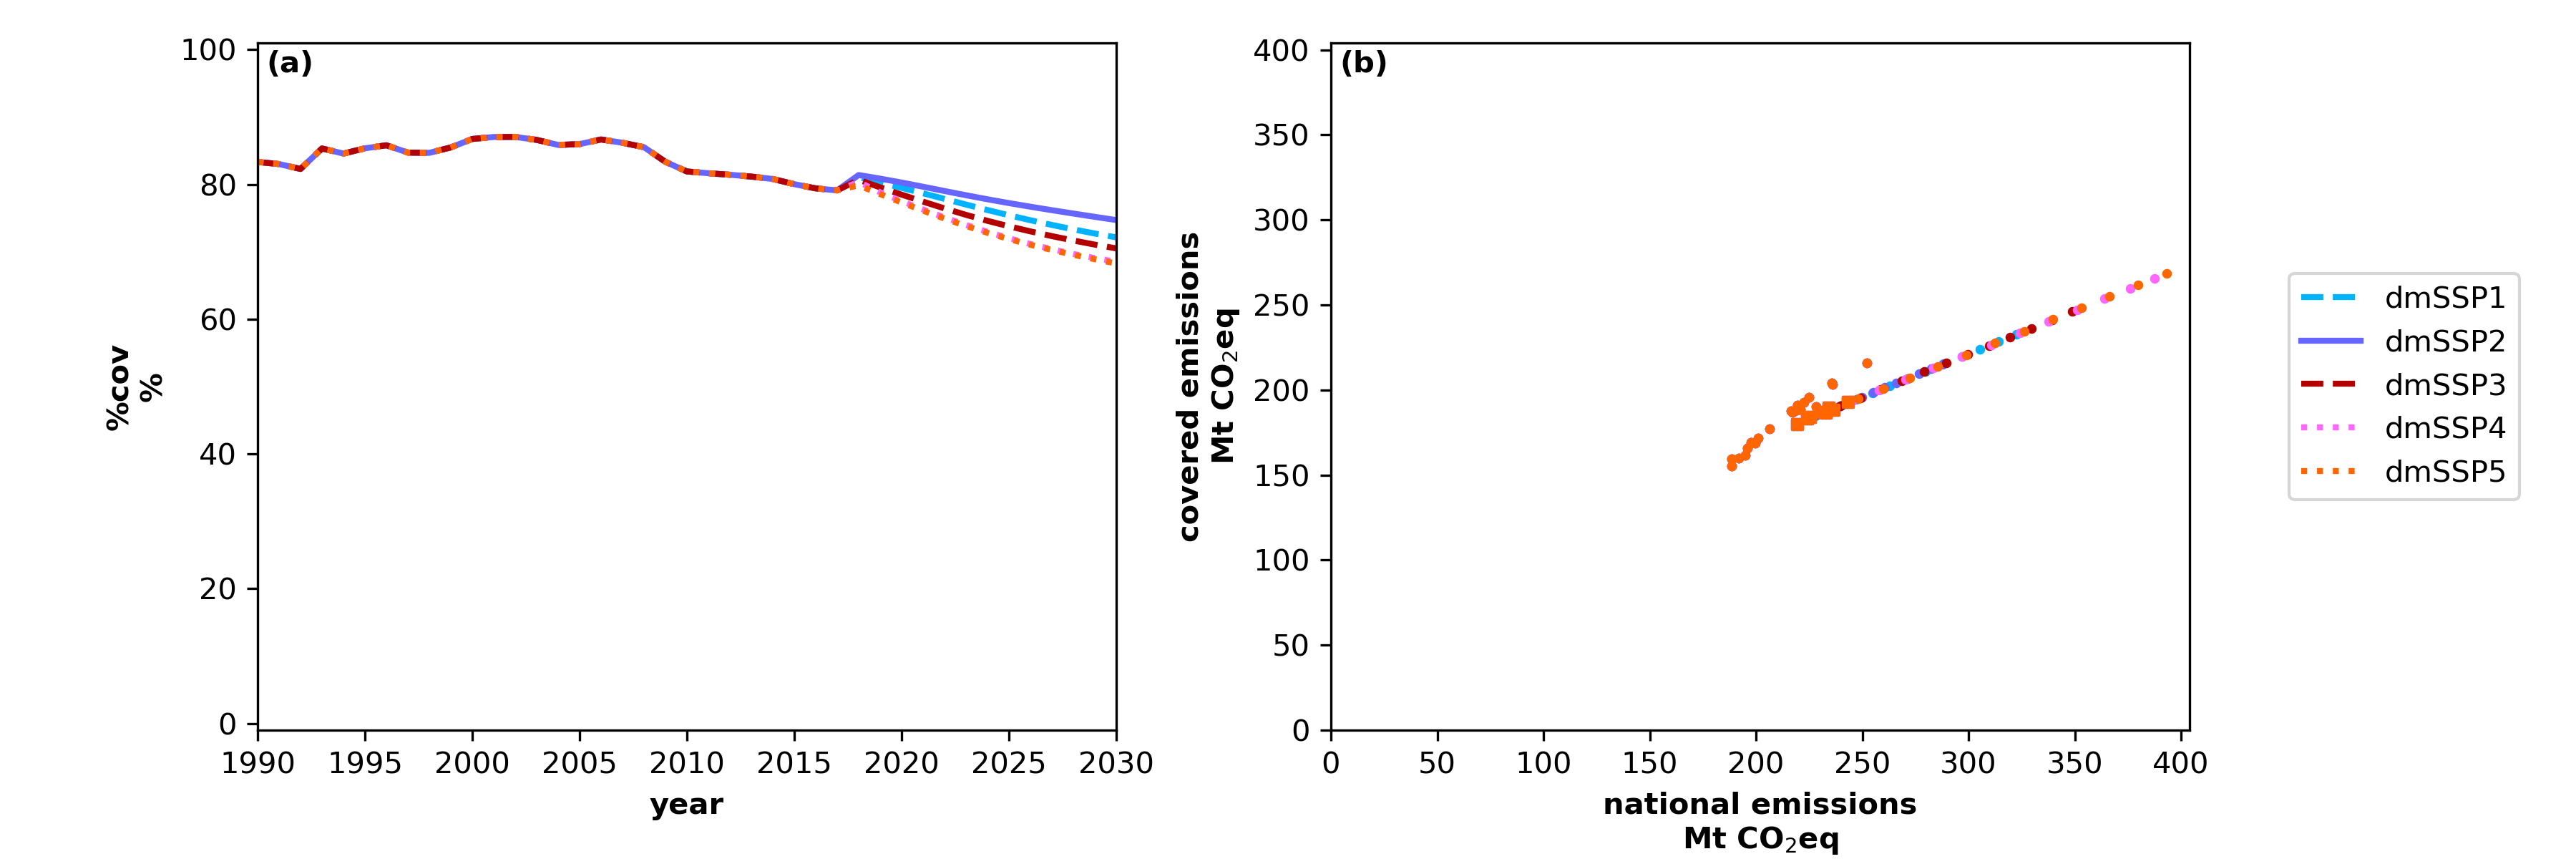 (a)
100
80
60
40
20
0
%cov
%
1990 1995 2000 2005 2010 2015 2020 2025 2030
year
(b)
400
350
300
250
200
150
100
50
0
covered emissions
Mt CO₂eq
0 50 100 150 200 250 300 350 400
national emissions
Mt CO₂eq
dmSSP1
dmSSP2
dmSSP3
dmSSP4
dmSSP5